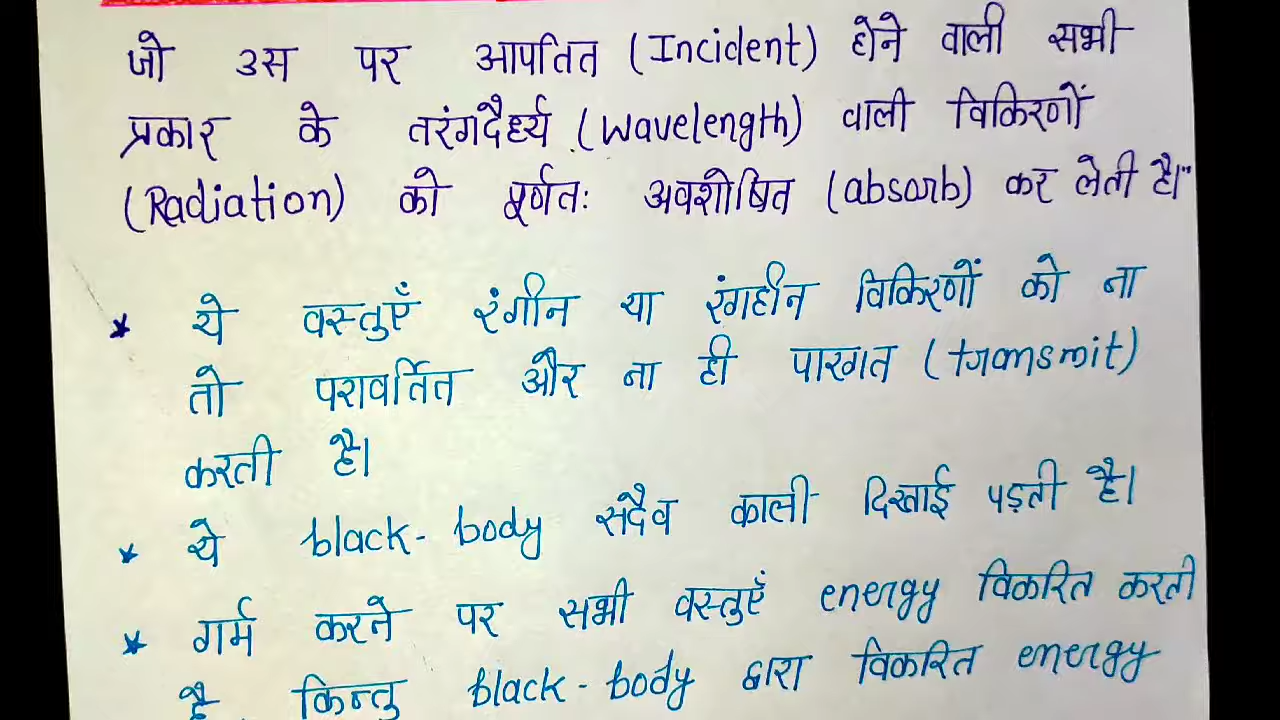 जो उस पर आपतित (Incident) होने वाली सभी
प्रकार के तरंगदैर्ध्य (wavelength) वाली विकिरणों
(Radiation) को पूर्णतः अवशोषित (absorb) कर लेती है।"
* ये वस्तुएँ रंगीन या रंगहीन विकिरणों को ना
तो परावर्तित और ना ही पारगत (transmit)
करती है।
* ये black-body सदैव काली दिखाई पड़ती है।
* गर्म करने पर सभी वस्तुएँ energy विकरित करती
है किन्तु black-body द्वारा विकरित energy